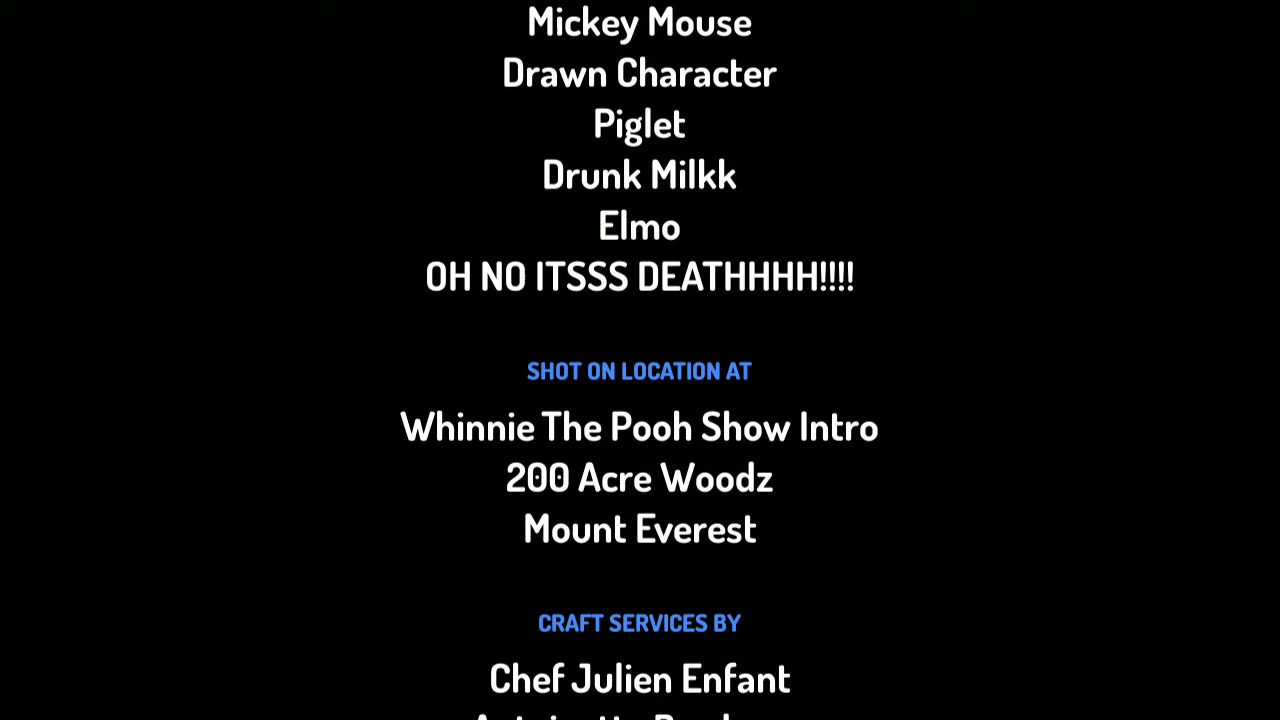 Mickey Mouse
Drawn Character
Piglet
Drunk Milkk
Elmo
OH NO ITSSS DEATHHHH!!!!
SHOT ON LOCATION AT
Whinnie The Pooh Show Intro
200 Acre Woodz
Mount Everest
CRAFT SERVICES BY
Chef Julien Enfant